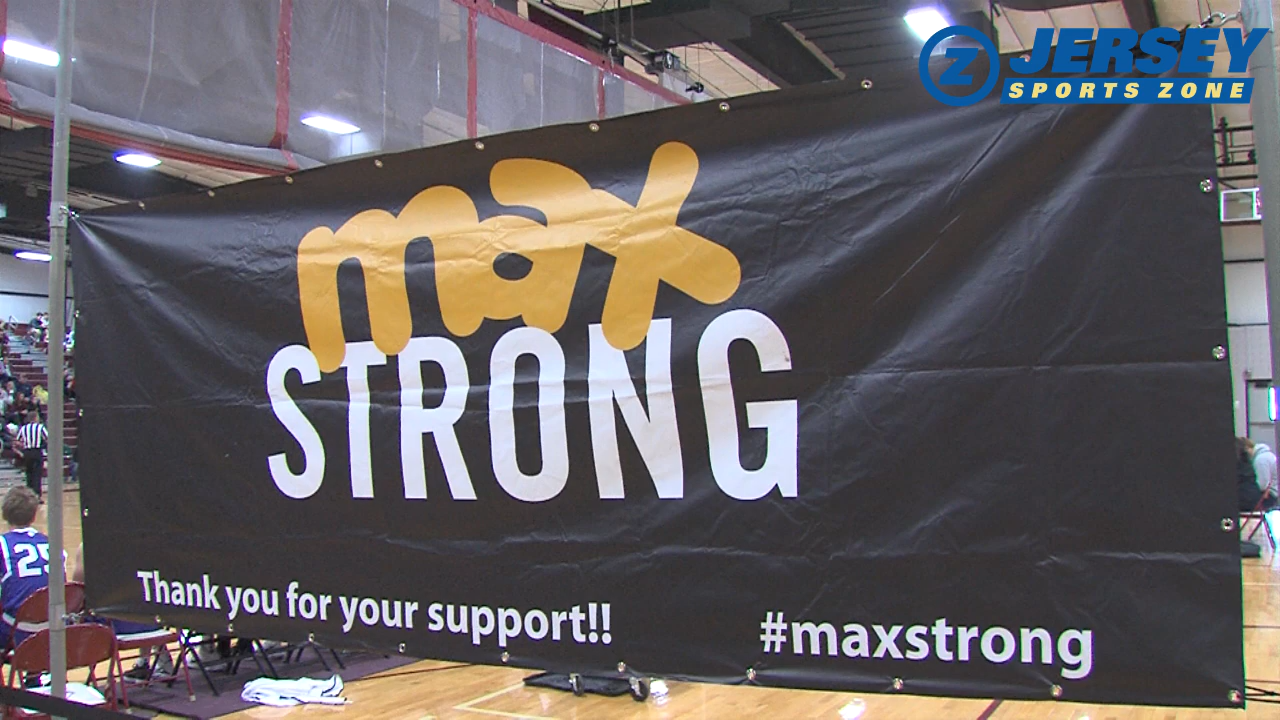 Z JERSEY
SPORTS ZONE
max
STRONG
Thank you for your support!!
#maxstrong
25